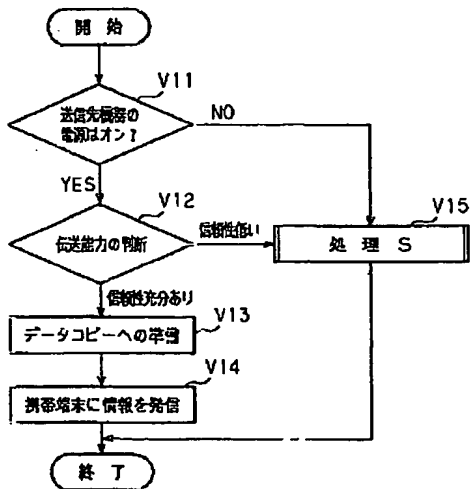 開始
V11
送信先機器の
電源はオン?
NO
YES
V12
V15
伝送能力の判断
信頼性低い
処理S
信頼性充分あり
V13
データコピーへの準備
V14
携帯端末に情報を発信
終了